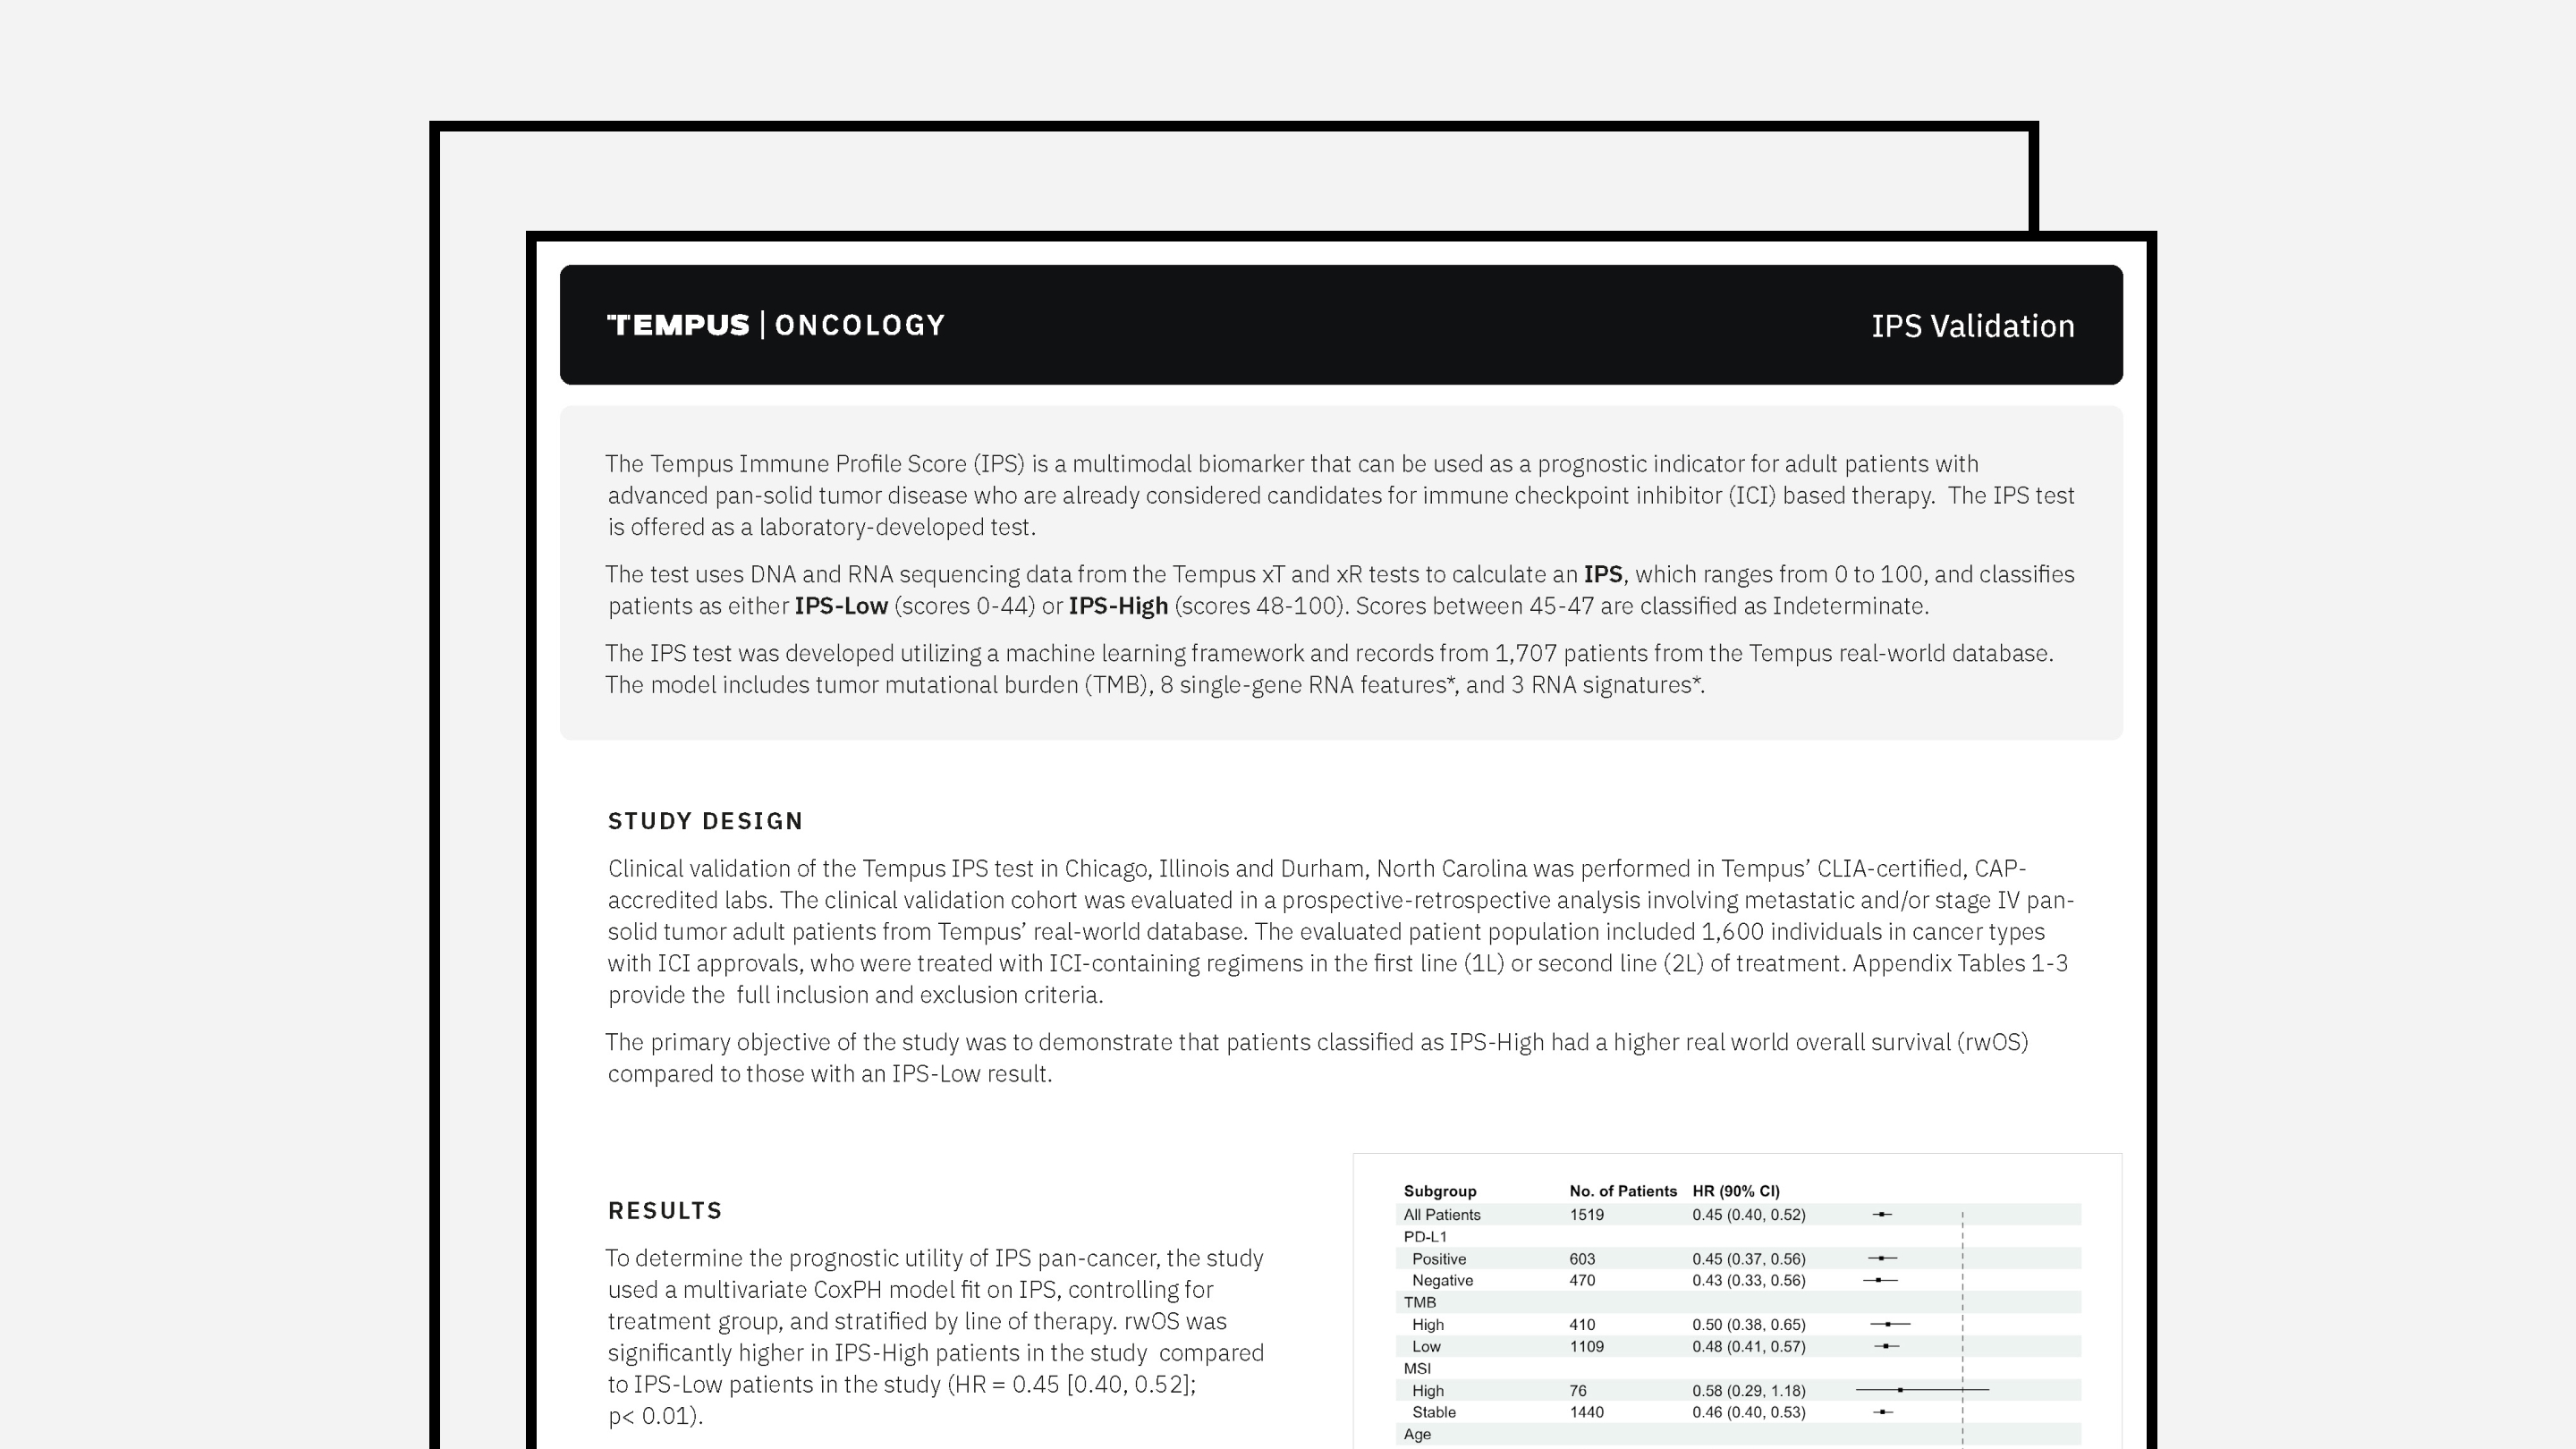 TEMPUS | ONCOLOGY
IPS Validation
The Tempus Immune Profile Score (IPS) is a multimodal biomarker that can be used as a prognostic indicator for adult patients with
advanced pan-solid tumor disease who are already considered candidates for immune checkpoint inhibitor (ICI) based therapy.  The IPS test
is offered as a laboratory-developed test.
The test uses DNA and RNA sequencing data from the Tempus xT and xR tests to calculate an IPS, which ranges from 0 to 100, and classifies
patients as either IPS-Low (scores 0-44) or IPS-High (scores 48-100). Scores between 45-47 are classified as Indeterminate.
The IPS test was developed utilizing a machine learning framework and records from 1,707 patients from the Tempus real-world database.
The model includes tumor mutational burden (TMB), 8 single-gene RNA features*, and 3 RNA signatures*.
STUDY DESIGN
Clinical validation of the Tempus IPS test in Chicago, Illinois and Durham, North Carolina was performed in Tempus’ CLIA-certified, CAP-
accredited labs. The clinical validation cohort was evaluated in a prospective-retrospective analysis involving metastatic and/or stage IV pan-
solid tumor adult patients from Tempus’ real-world database. The evaluated patient population included 1,600 individuals in cancer types
with ICI approvals, who were treated with ICI-containing regimens in the first line (1L) or second line (2L) of treatment. Appendix Tables 1-3
provide the  full inclusion and exclusion criteria.
The primary objective of the study was to demonstrate that patients classified as IPS-High had a higher real world overall survival (rwOS)
compared to those with an IPS-Low result.
RESULTS
To determine the prognostic utility of IPS pan-cancer, the study
used a multivariate CoxPH model fit on IPS, controlling for
treatment group, and stratified by line of therapy. rwOS was
significantly higher in IPS-High patients in the study  compared
to IPS-Low patients in the study (HR = 0.45 [0.40, 0.52];
p< 0.01).
Subgroup No. of Patients HR (90% CI)
All Patients 1519 0.45 (0.40, 0.52)
PD-L1
Positive 603 0.45 (0.37, 0.56)
Negative 470 0.43 (0.33, 0.56)
TMB
High 410 0.50 (0.38, 0.65)
Low 1109 0.48 (0.41, 0.57)
MSI
High 76 0.58 (0.29, 1.18)
Stable 1440 0.46 (0.40, 0.53)
Age